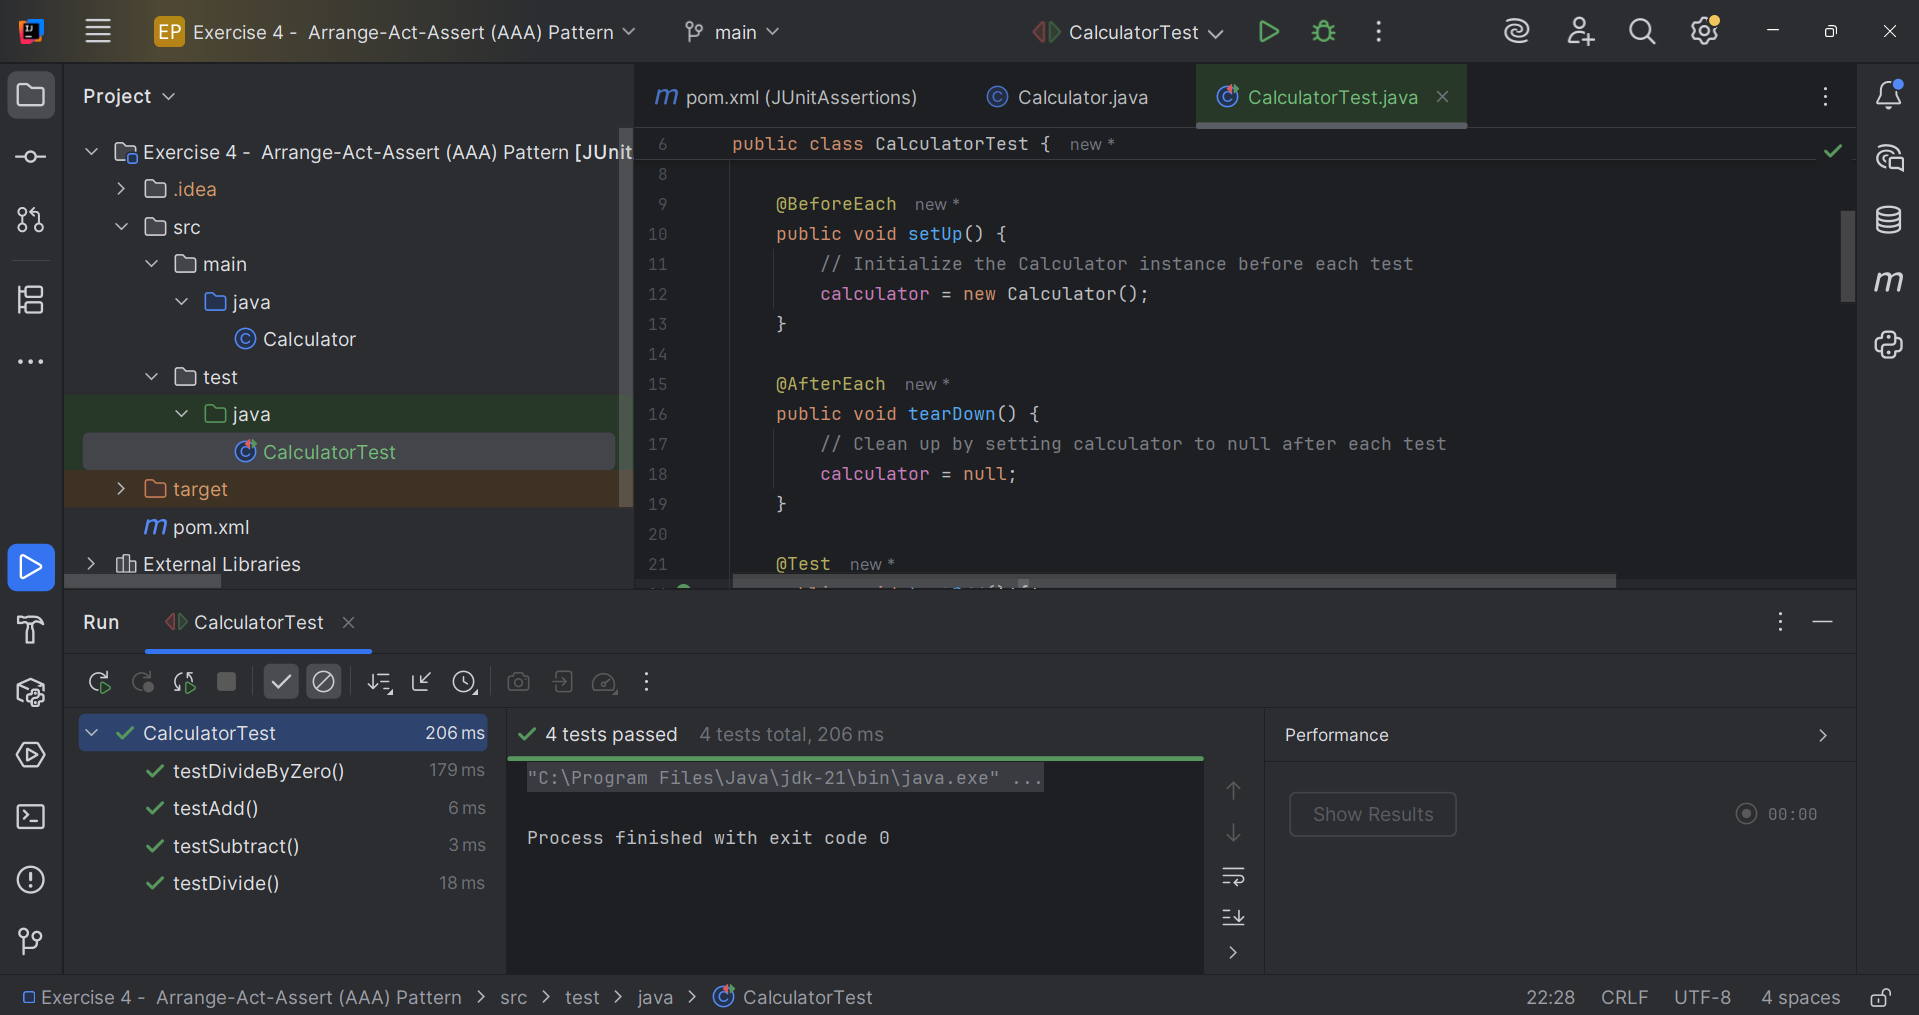 EP Exercise 4 - Arrange-Act-Assert (AAA) Pattern
main
CalculatorTest
Project
Exercise 4 - Arrange-Act-Assert (AAA) Pattern [JUnit
.idea
src
main
java
Calculator
test
java
CalculatorTest
target
pom.xml
External Libraries
pom.xml (JUnitAssertions)
Calculator.java
CalculatorTest.java
6 public class CalculatorTest { new *
8
9 @BeforeEach new *
10 public void setUp() {
11 // Initialize the Calculator instance before each test
12 calculator = new Calculator();
13 }
14
15 @AfterEach new *
16 public void tearDown() {
17 // Clean up by setting calculator to null after each test
18 calculator = null;
19 }
20
21 @Test new *
Run
CalculatorTest
CalculatorTest 206 ms
testDivideByZero() 179 ms
testAdd() 6 ms
testSubtract() 3 ms
testDivide() 18 ms
4 tests passed 4 tests total, 206 ms
"C:\Program Files\Java\jdk-21\bin\java.exe" ...
Process finished with exit code 0
Performance
Show Results
00:00
Exercise 4 - Arrange-Act-Assert (AAA) Pattern > src > test > java > CalculatorTest
22:28 CRLF UTF-8 4 spaces